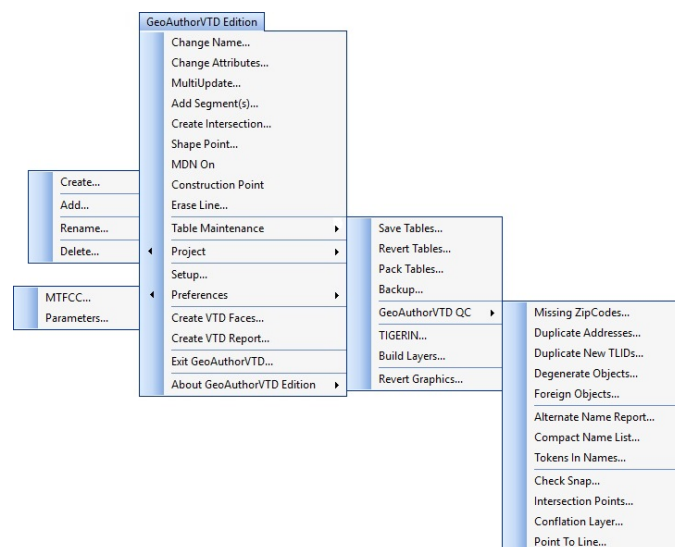 GeoAuthorVTD Edition
Change Name...
Change Attributes...
MultiUpdate...
Add Segment(s)...
Create Intersection...
Shape Point...
MDN On
Construction Point
Erase Line...
Table Maintenance
Project
Setup...
Preferences
Create VTD Faces...
Create VTD Report...
Exit GeoAuthorVTD...
About GeoAuthorVTD Edition
Create...
Add...
Rename...
Delete...
MTFCC...
Parameters...
Save Tables...
Revert Tables...
Pack Tables...
Backup...
GeoAuthorVTD QC
TIGERIN...
Build Layers...
Revert Graphics...
Missing ZipCodes...
Duplicate Addresses...
Duplicate New TLIDs...
Degenerate Objects...
Foreign Objects...
Alternate Name Report...
Compact Name List...
Tokens In Names...
Check Snap...
Intersection Points...
Conflation Layer...
Point To Line...